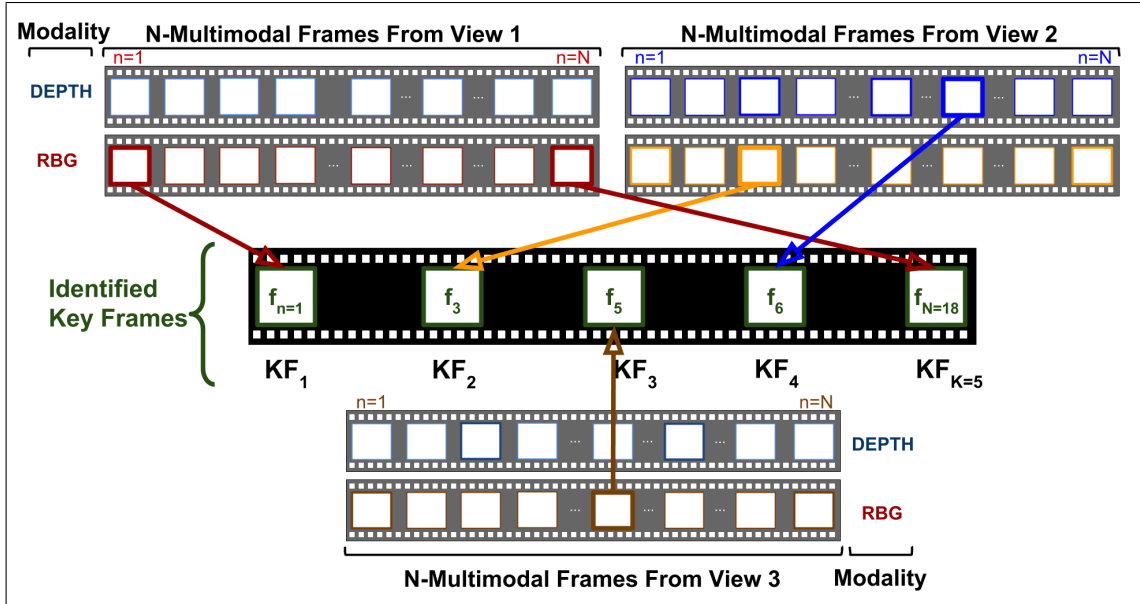 Modality
N-Multimodal Frames From View 1
N-Multimodal Frames From View 2
n=1
n=N
n=1
n=N
DEPTH
... ...
... ...
RBG
... ... ...
... ... ...
Identified
Key Frames
f n=1
f 3
f 5
f 6
f N=18
KF 1
KF 2
KF 3
KF 4
KF K=5
n=1
n=N
... ... ...
DEPTH
... ... ...
RBG
N-Multimodal Frames From View 3
Modality